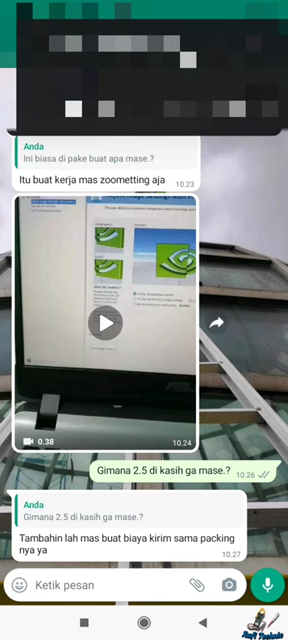 Anda
Ini biasa di pake buat apa mase.?
Itu buat kerja mas zoometting aja
10.23
0.38
10.24
Gimana 2.5 di kasih ga mase.?
10.26
Anda
Gimana 2.5 di kasih ga mase.?
Tambahin lah mas buat biaya kirim sama packing
nya ya
10.27
Ketik pesan